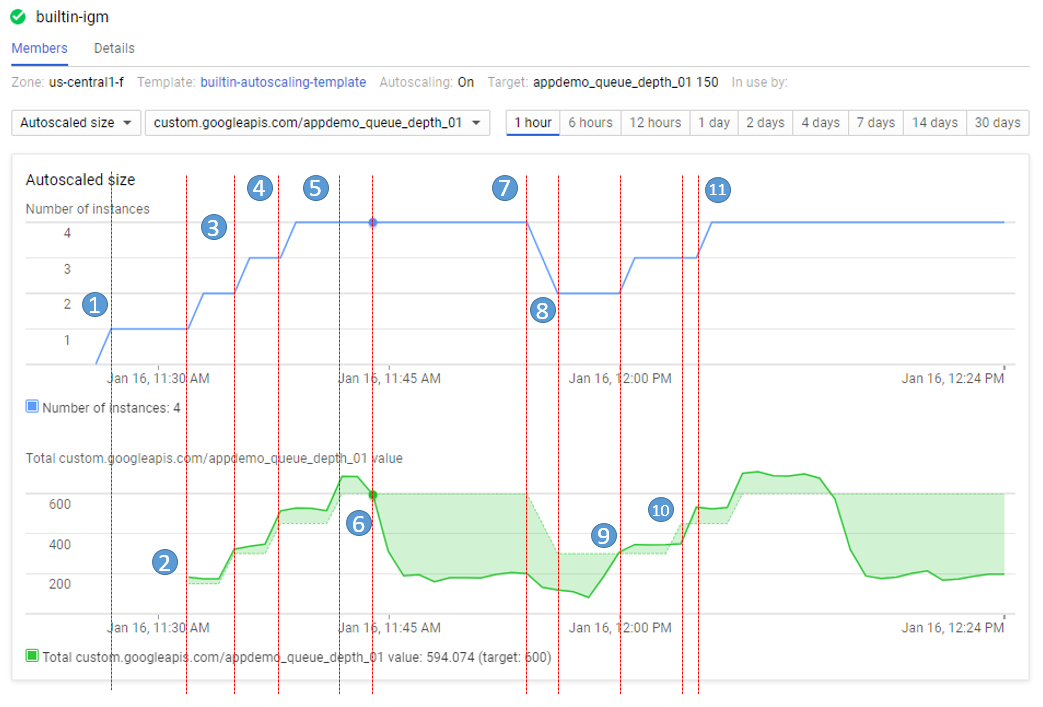 builtin-igm
Members Details
Zone: us-central1-f Template: builtin-autoscaling-template Autoscaling: On Target: appdemo_queue_depth_01 150 In use by:
Autoscaled size custom.googleapis.com/appdemo_queue_depth_01 1 hour 6 hours 12 hours 1 day 2 days 4 days 7 days 14 days 30 days
Autoscaled size
Number of instances
4 5 7 11
3
4
3
2
1 8
1
Jan 16, 11:30 AM Jan 16, 11:45 AM Jan 16, 12:00 PM Jan 16, 12:24 PM
Number of instances: 4
Total custom.googleapis.com/appdemo_queue_depth_01 value
600
6 10
400 9
2
200
Jan 16, 11:30 AM Jan 16, 11:45 AM Jan 16, 12:00 PM Jan 16, 12:24 PM
Total custom.googleapis.com/appdemo_queue_depth_01 value: 594.074 (target: 600)